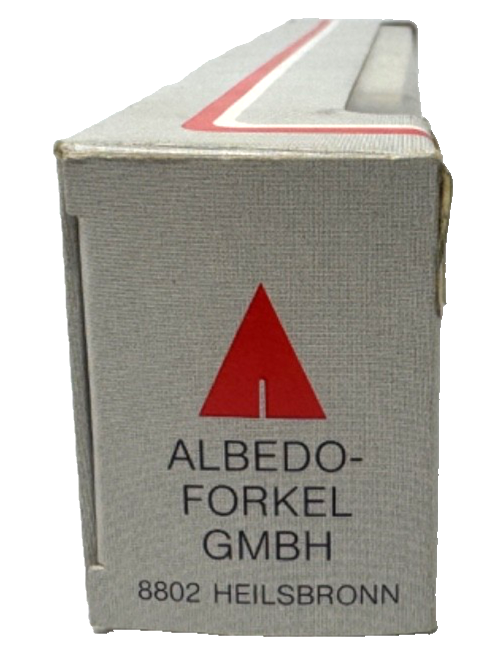 ALBEDO-
FORKEL
GMBH
8802 HEILSBRONN